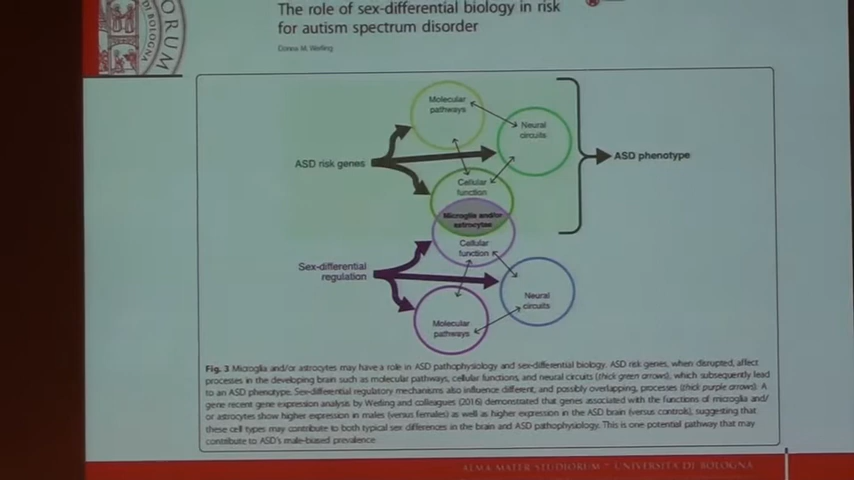 The role of sex-differential biology in risk
for autism spectrum disorder
Donna M. Werling
ORUM
DI BOLOGNA
Molecular
pathways
Neural
circuits
ASD risk genes
ASD phenotype
Cellular
function
Microglia and/or
astrocytes
Cellular
function
Sex-differential
regulation
Neural
circuits
Molecular
pathways
Fig. 3 Microglia and/or astrocytes may have a role in ASD pathophysiology and sex-differential biology. ASD risk genes, when disrupted, affect
processes in the developing brain such as molecular pathways, cellular functions, and neural circuits (thick green arrows), which subsequently lead
to an ASD phenotype. Sex-differential regulatory mechanisms also influence different, and possibly overlapping, processes (thick purple arrows). A
gene recent gene expression analysis by Werling and colleagues (2016) demonstrated that genes associated with the functions of microglia and/
or astrocytes show higher expression in males (versus females) as well as higher expression in the ASD brain (versus controls), suggesting that
these cell types may contribute to both typical sex differences in the brain and ASD pathophysiology. This is one potential pathway that may
contribute to ASD's male-biased prevalence
ALMA MATER STUDIORUM ~ UNIVERSITÀ DI BOLOGNA